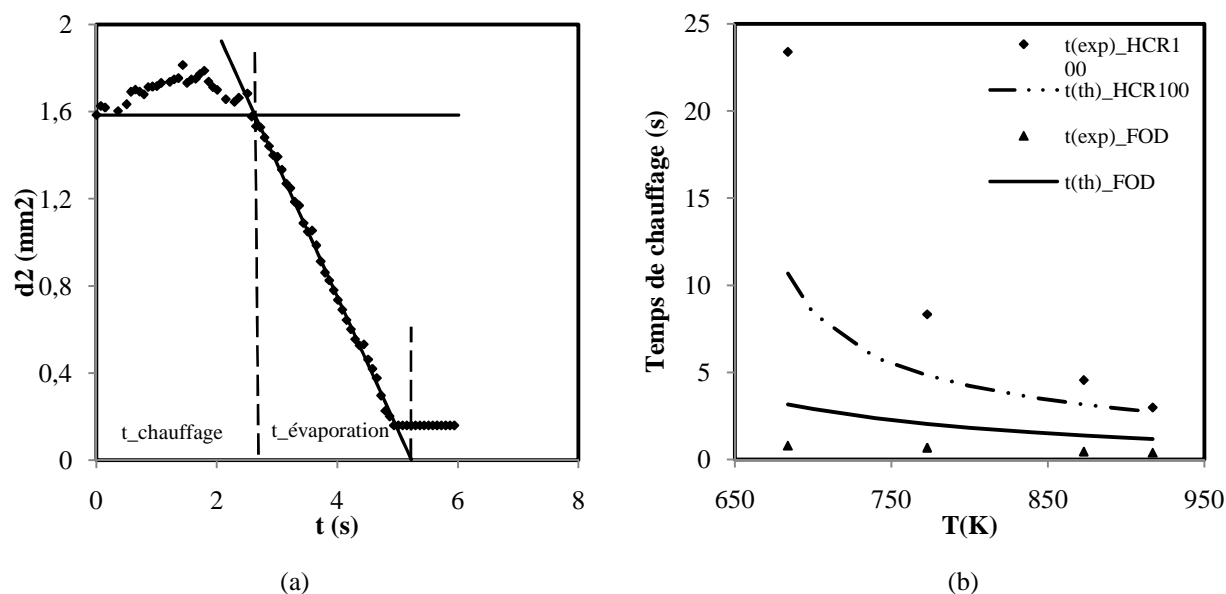 2
1,6
1,2
0,8
0,4
0
d2 (mm2)
t_chauffage
t_évaporation
0 2 4 6 8
t (s)
(a)
25
20
15
10
5
0
Temps de chauffage (s)
t(exp)_HCR1
00
t(th)_HCR100
t(exp)_FOD
t(th)_FOD
650 750 850 950
T(K)
(b)